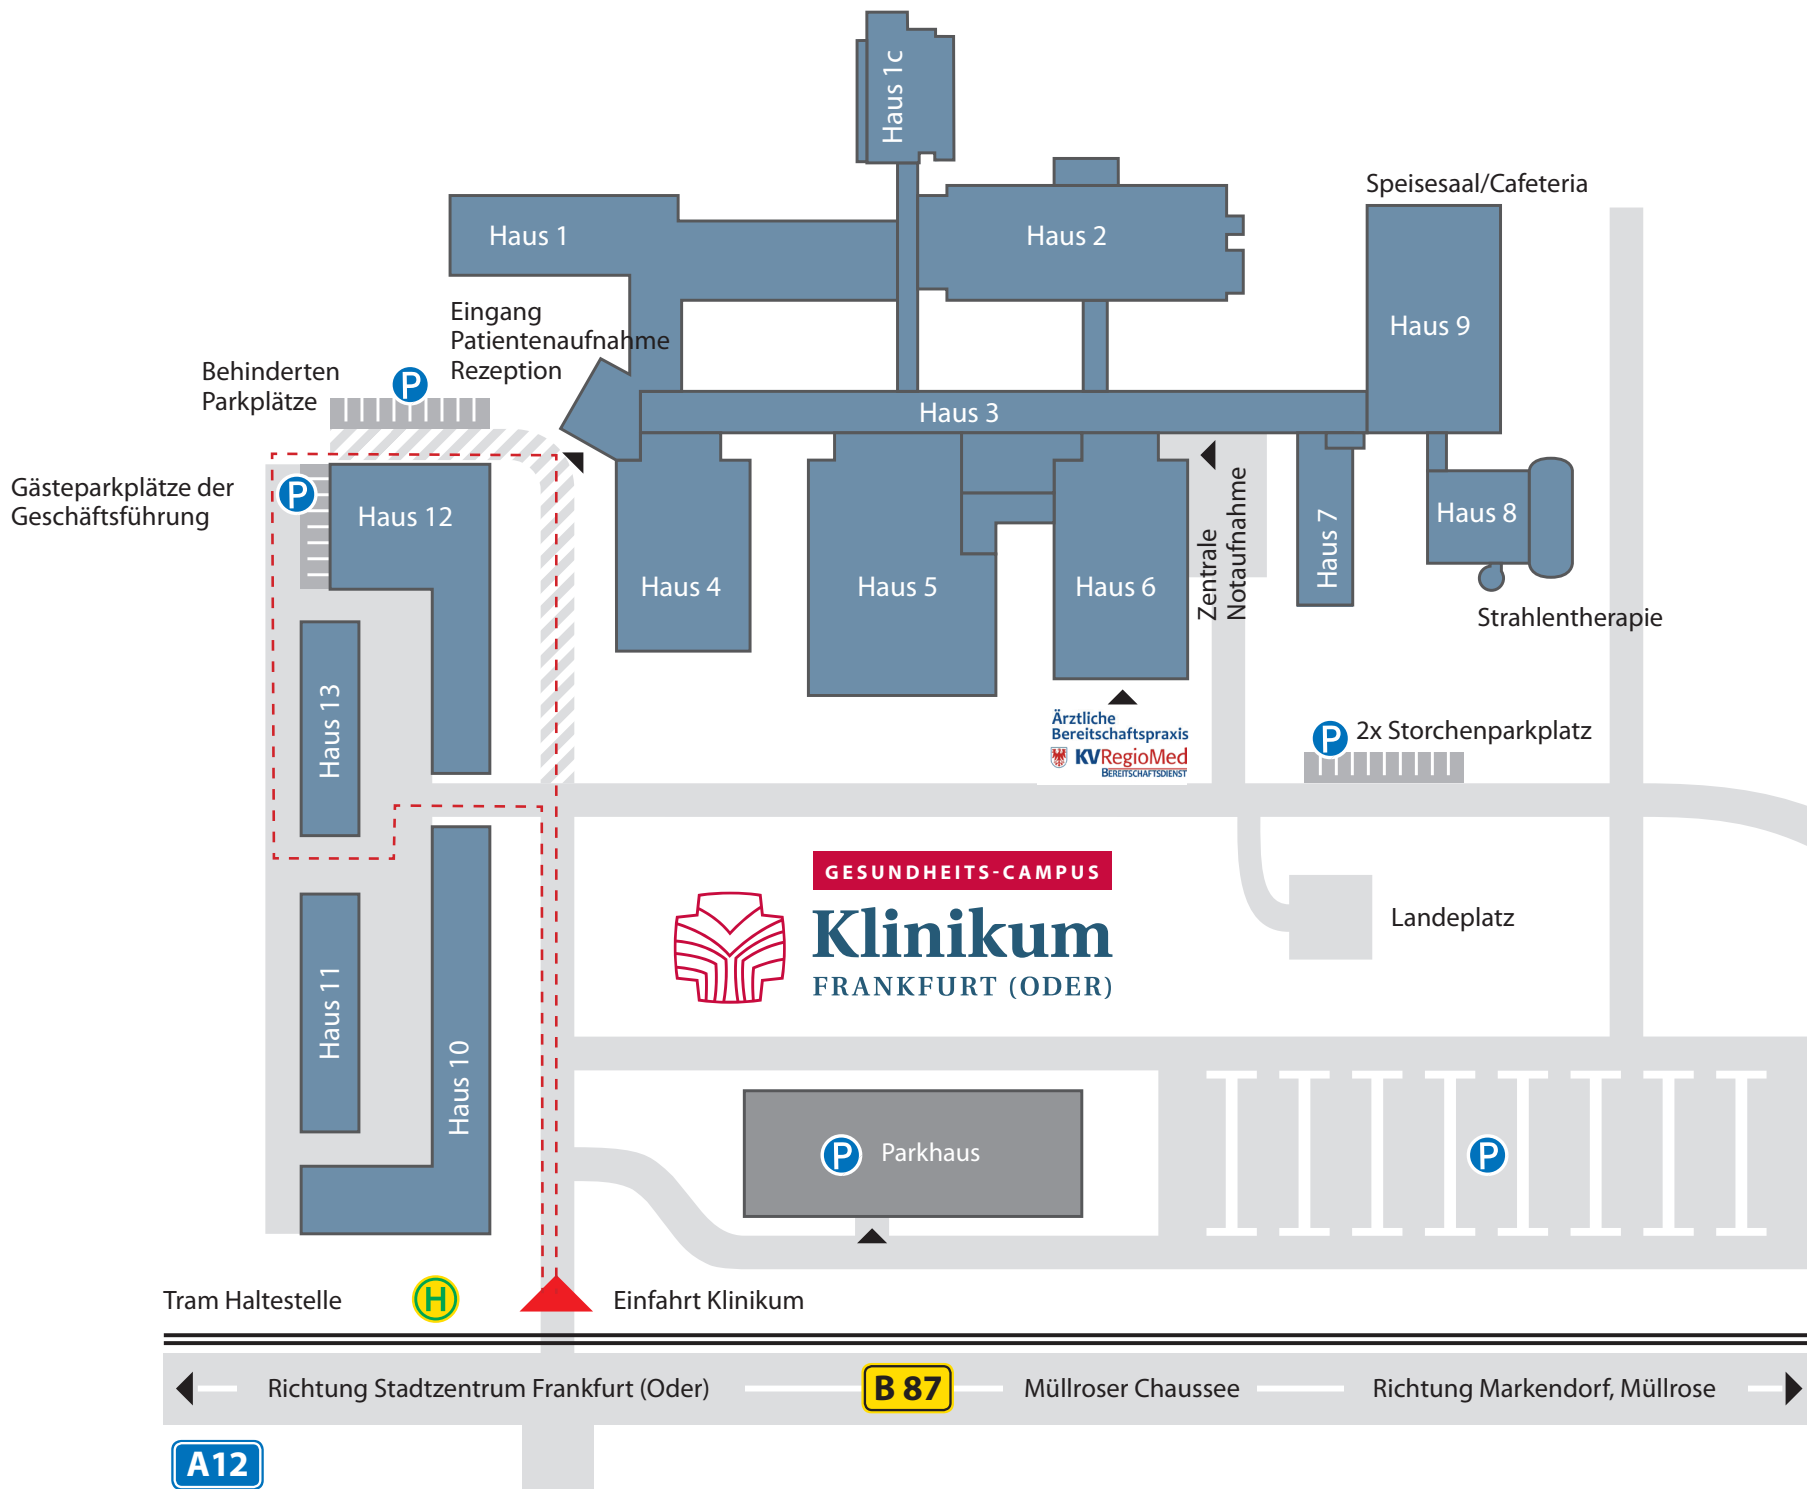 Haus 1c
Speisesaal/Cafeteria
Haus 1
Haus 2
Haus 9
Eingang
Patientenaufnahme
Rezeption
Behinderten
Parkplätze
P
Haus 3
Gästeparkplätze der
Geschäftsführung
P
Haus 12
Haus 4
Haus 5
Haus 6
Zentrale
Notaufnahme
Haus 7
Haus 8
Strahlentherapie
Haus 13
Ärztliche
Bereitschaftspraxis
KVRegioMed
BEREITSCHAFTSDIENST
P
2x Storchenparkplatz
GESUNDHEITS-CAMPUS
Klinikum
FRANKFURT (ODER)
Landeplatz
Haus 11
Haus 10
P
Parkhaus
P
Tram Haltestelle
H
Einfahrt Klinikum
Richtung Stadtzentrum Frankfurt (Oder)
B 87
Müllroser Chaussee
Richtung Markendorf, Müllrose
A12